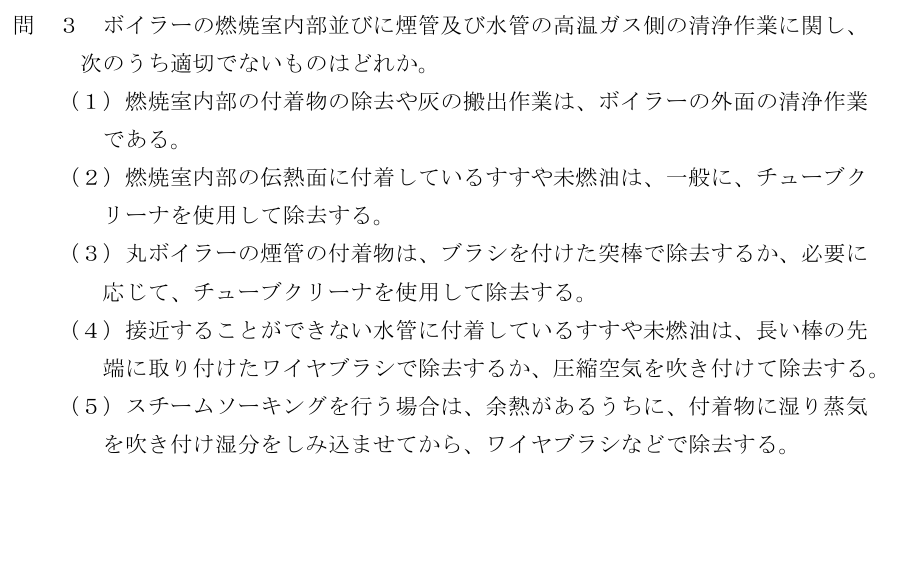 問　３　ボイラーの燃焼室内部並びに煙管及び水管の高温ガス側の清浄作業に関し、
次のうち適切でないものはどれか。
（１）燃焼室内部の付着物の除去や灰の搬出作業は、ボイラーの外面の清浄作業
である。
（２）燃焼室内部の伝熱面に付着しているすすや未燃油は、一般に、チューブク
リーナを使用して除去する。
（３）丸ボイラーの煙管の付着物は、ブラシを付けた突棒で除去するか、必要に
応じて、チューブクリーナを使用して除去する。
（４）接近することができない水管に付着しているすすや未燃油は、長い棒の先
端に取り付けたワイヤブラシで除去するか、圧縮空気を吹き付けて除去する。
（５）スチームソーキングを行う場合は、余熱があるうちに、付着物に湿り蒸気
を吹き付け湿分をしみ込ませてから、ワイヤブラシなどで除去する。